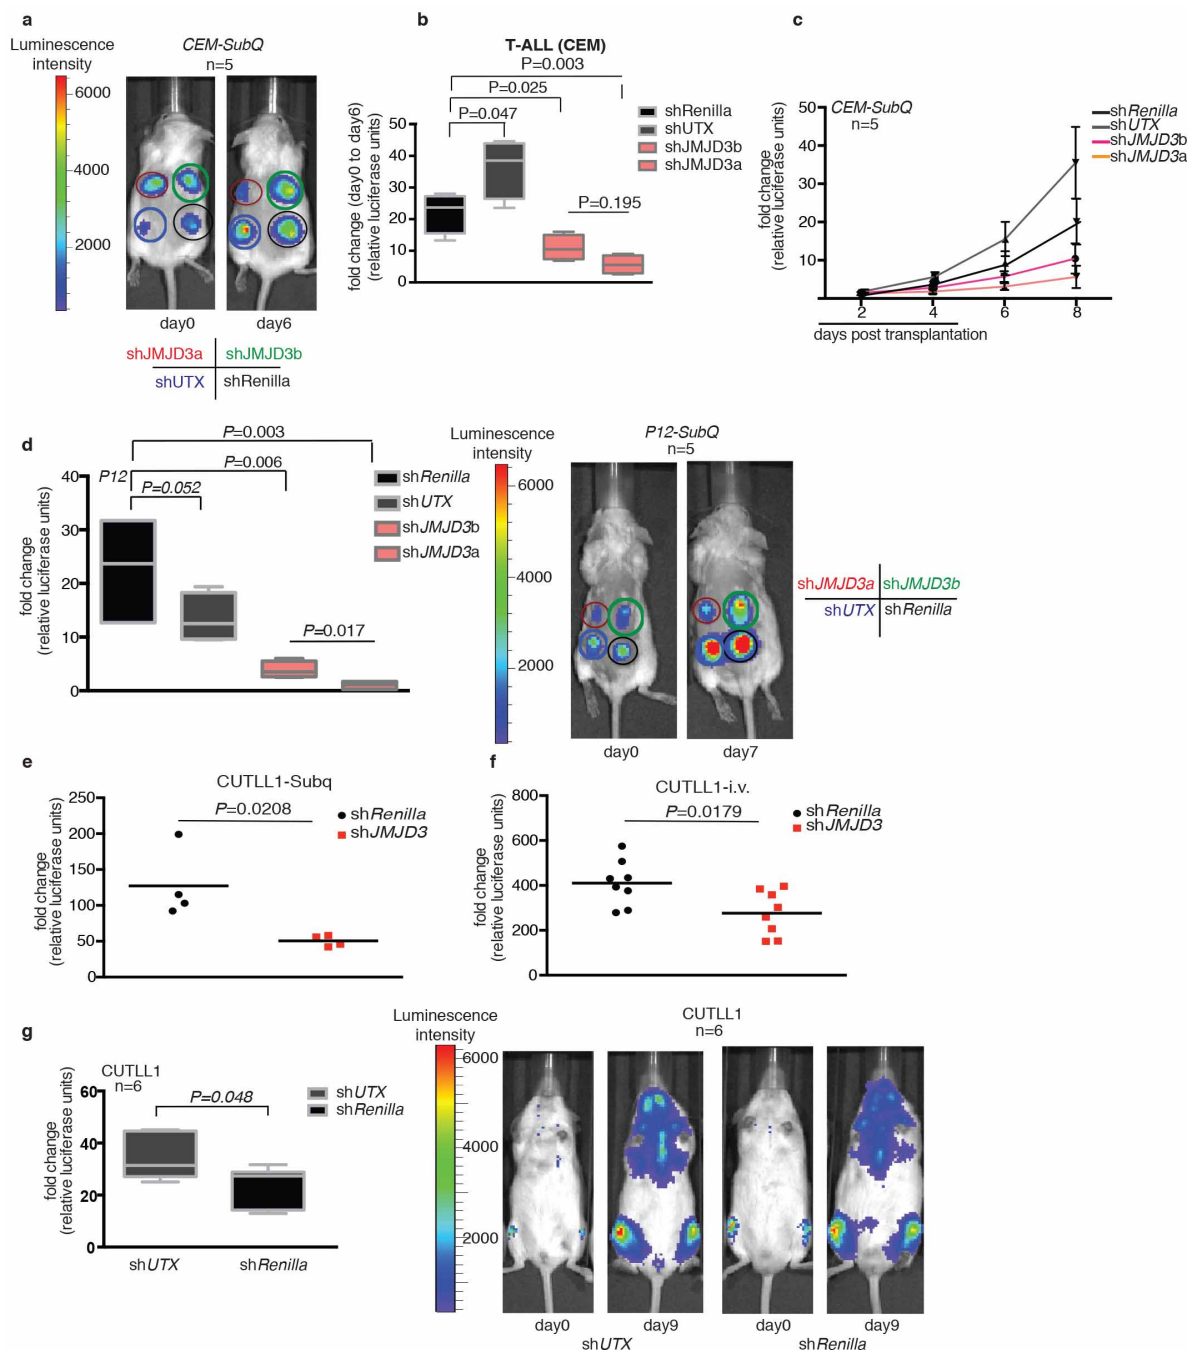 a
Luminescence
intensity
CEM-SubQ
n=5
6000
4000
2000
day0
day6
shJMJD3a
shJMJD3b
shUTX
shRenilla
b
T-ALL (CEM)
P=0.003
P=0.025
P=0.047
P=0.195
fold change (day0 to day6)
(relative luciferase units)
50
40
30
20
10
0
shRenilla
shUTX
shJMJD3b
shJMJD3a
c
CEM-SubQ
n=5
fold change
(relative luciferase units)
50
40
30
20
10
2
4
6
8
days post transplantation
shRenilla
shUTX
shJMJD3b
shJMJD3a
d
P=0.003
P=0.006
P=0.052
P=0.017
P12
fold change
(relative luciferase units)
40
30
20
10
0
shRenilla
shUTX
shJMJD3b
shJMJD3a
Luminescence
intensity
P12-SubQ
n=5
6000
4000
2000
day0
day7
shJMJD3a
shJMJD3b
shUTX
shRenilla
e
CUTLL1-Subq
P=0.0208
fold change
(relative luciferase units)
250
200
150
100
50
0
shRenilla
shJMJD3
f
CUTLL1-i.v.
P=0.0179
fold change
(relative luciferase units)
800
600
400
200
0
shRenilla
shJMJD3
g
CUTLL1
n=6
P=0.048
fold change
(relative luciferase units)
60
40
20
0
shUTX
shRenilla
shUTX
shRenilla
Luminescence
intensity
CUTLL1
n=6
6000
4000
2000
day0
day9
day0
day9
shUTX
shRenilla